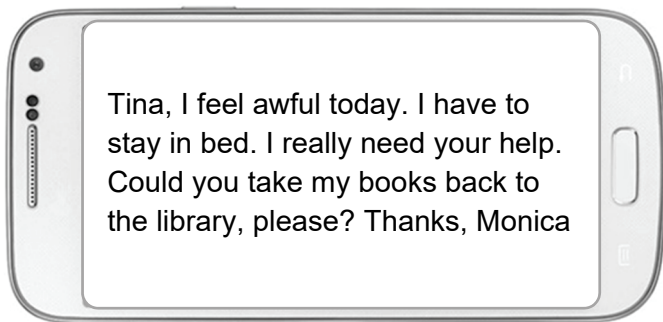 Tina, I feel awful today. I have to
stay in bed. I really need your help.
Could you take my books back to
the library, please? Thanks, Monica